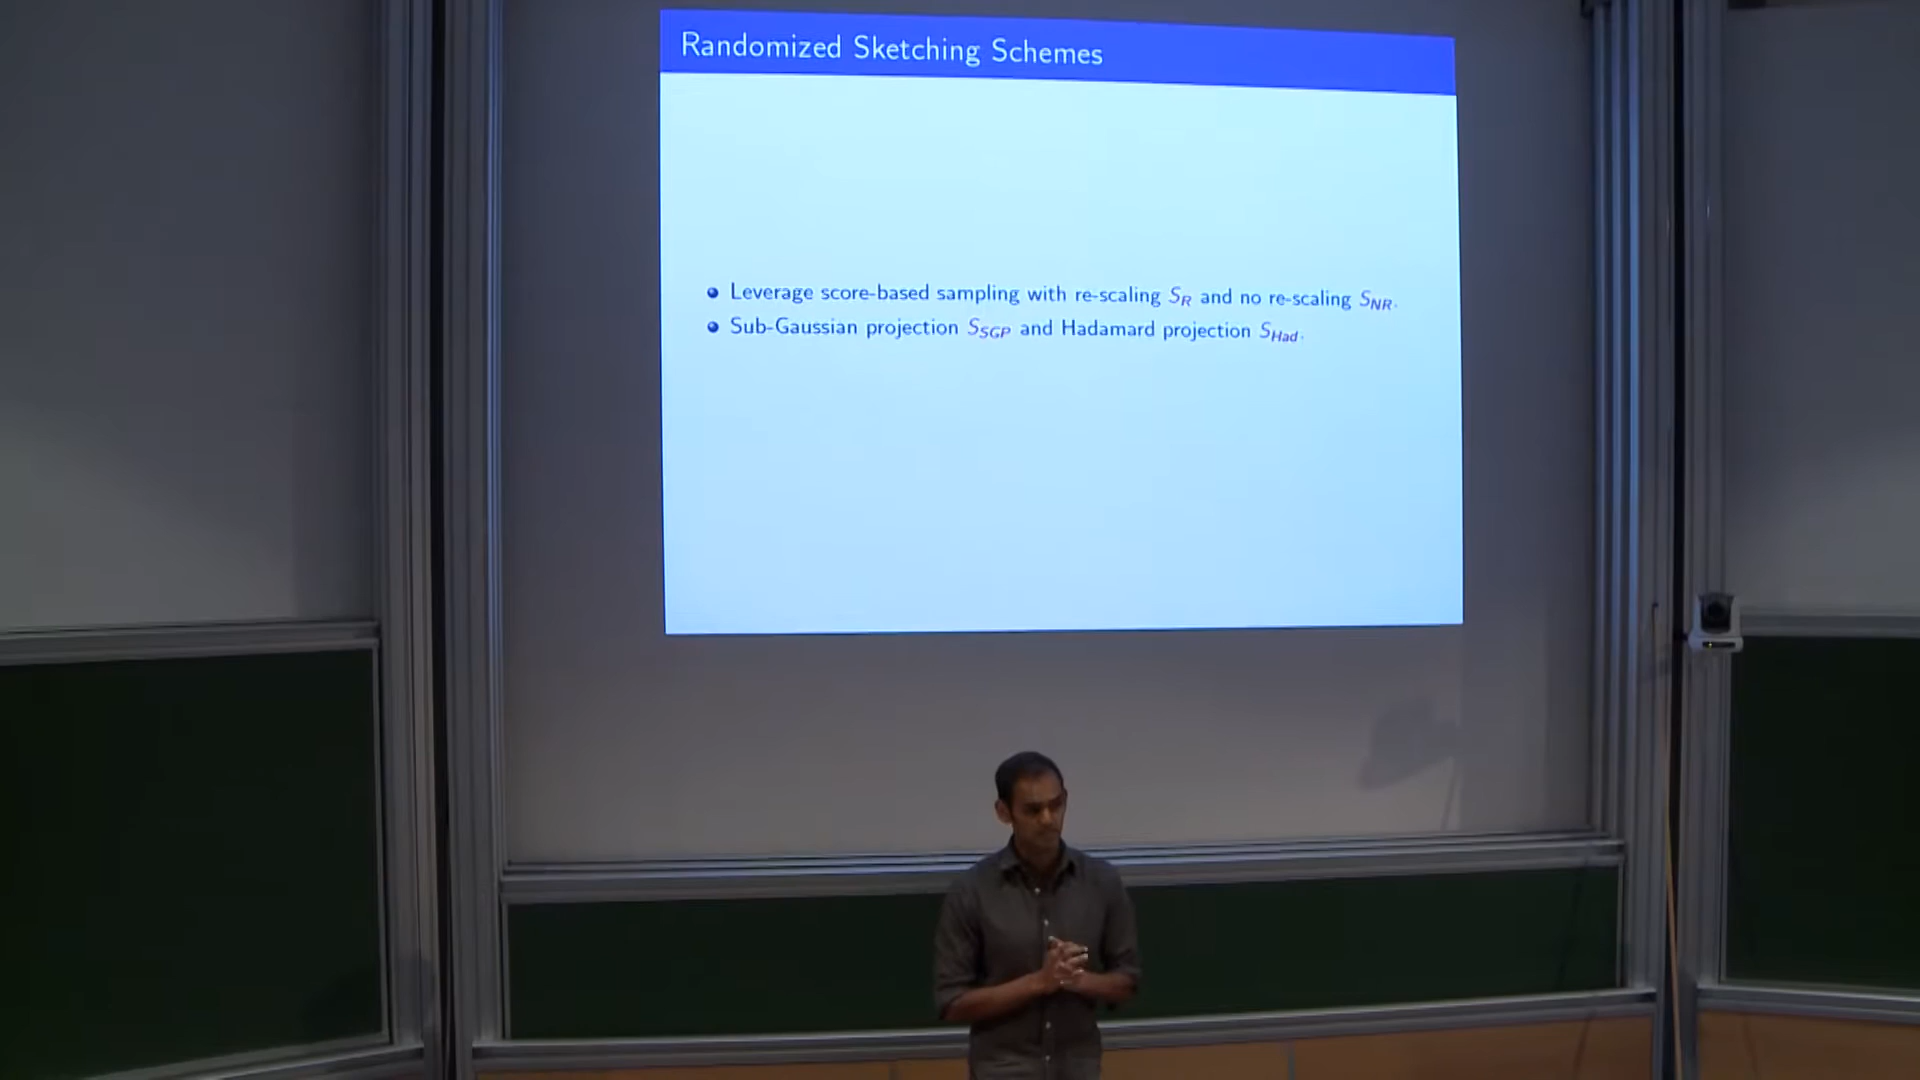 Randomized Sketching Schemes
Leverage score-based sampling with re-scaling S_R and no re-scaling S_NR.
Sub-Gaussian projection S_SGP and Hadamard projection S_Had.